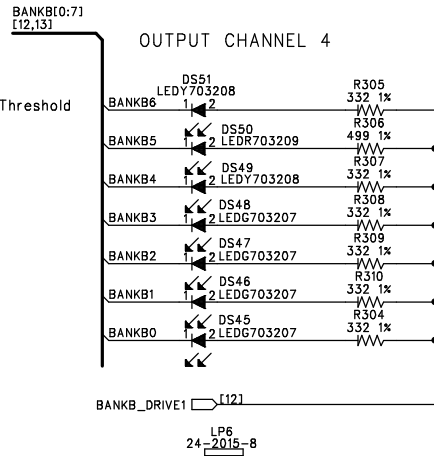 BANKB[0:7]
[12,13]
OUTPUT CHANNEL 4
Threshold
DS51
LEDY703208
R305
332 1%
BANKB6
1 2
R306
499 1%
DS50
BANKB5
1 2 LEDR703209
R307
332 1%
DS49
BANKB4
1 2 LEDY703208
R308
332 1%
DS48
BANKB3
1 2 LEDG703207
R309
332 1%
DS47
BANKB2
1 2 LEDG703207
R310
332 1%
DS46
BANKB1
1 2 LEDG703207
R304
332 1%
DS45
BANKB0
1 2 LEDG703207
BANKB_DRIVE1 [12]
LP6
24-2015-8